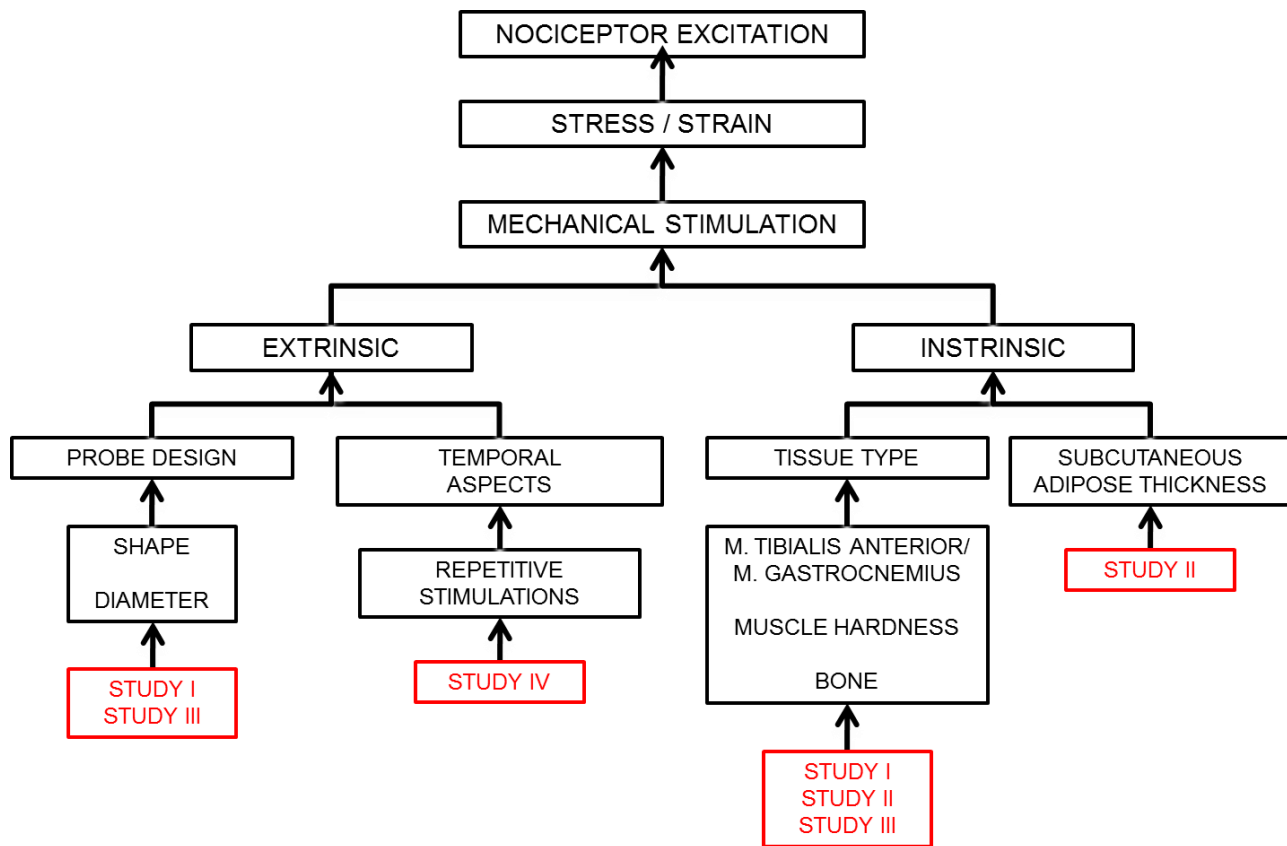 NOCICEPTOR EXCITATION
STRESS / STRAIN
MECHANICAL STIMULATION
EXTRINSIC
INSTRINSIC
PROBE DESIGN
TEMPORAL
ASPECTS
TISSUE TYPE
SUBCUTANEOUS
ADIPOSE THICKNESS
SHAPE
DIAMETER
REPETITIVE
STIMULATIONS
M. TIBIALIS ANTERIOR/
M. GASTROCNEMIUS
MUSCLE HARDNESS
BONE
STUDY II
STUDY I
STUDY III
STUDY IV
STUDY I
STUDY II
STUDY III